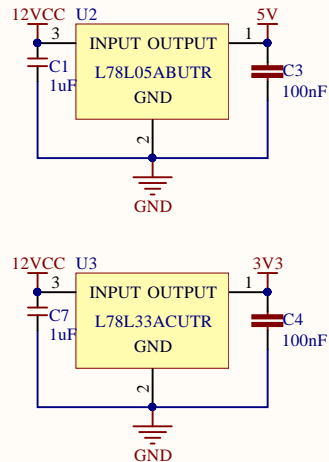 12VCC U2 5V
3 INPUT OUTPUT 1
C1 L78L05ABUTR C3
1uF GND 100nF
2
GND
12VCC U3 3V3
3 INPUT OUTPUT 1
C7 L78L33ACUTR C4
1uF GND 100nF
2
GND